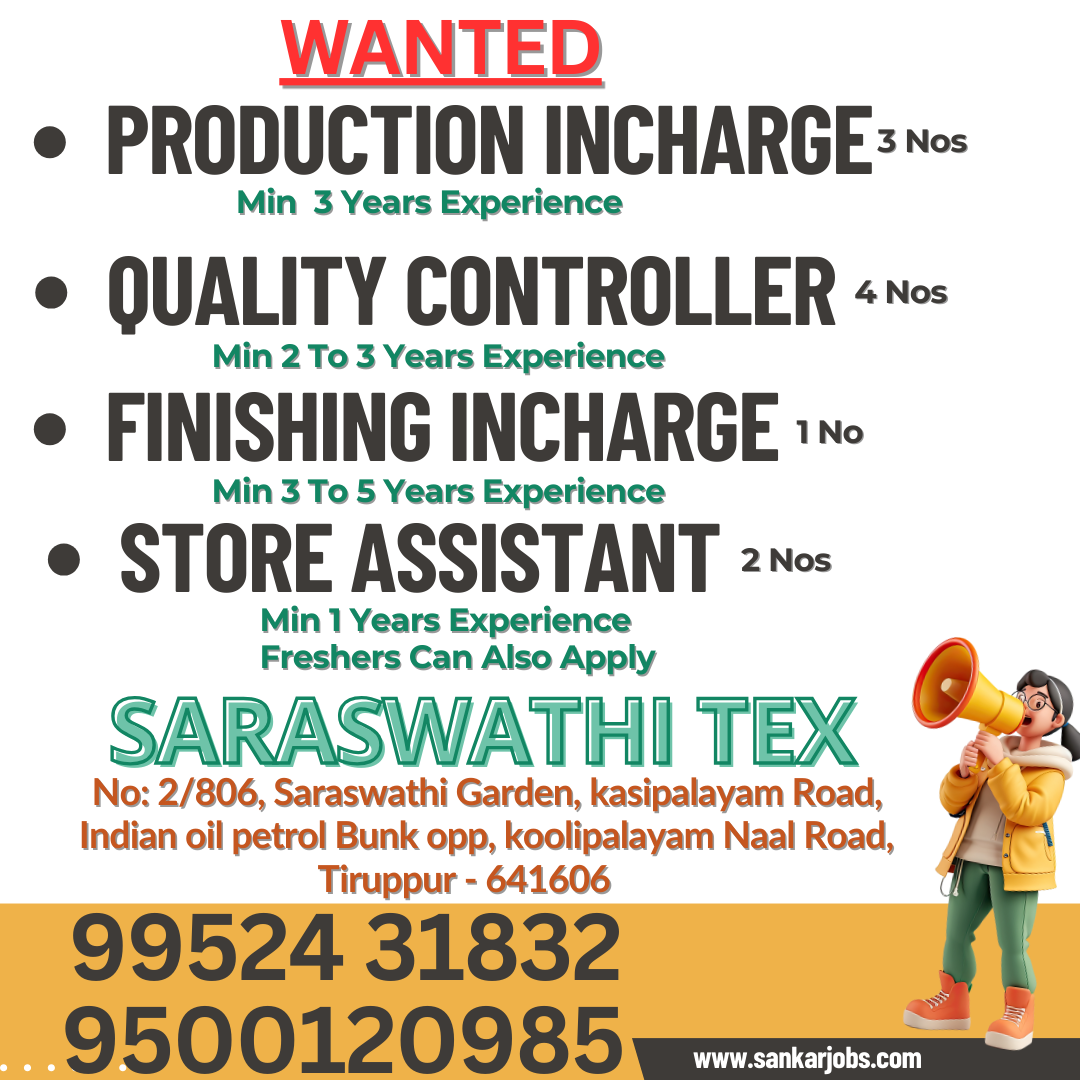 WANTED
• PRODUCTION INCHARGE 3 Nos
Min 3 Years Experience
• QUALITY CONTROLLER 4 Nos
Min 2 To 3 Years Experience
• FINISHING INCHARGE 1 No
Min 3 To 5 Years Experience
• STORE ASSISTANT 2 Nos
Min 1 Years Experience
Freshers Can Also Apply
SARASWATHI TEX
No: 2/806, Saraswathi Garden, kasipalayam Road,
Indian oil petrol Bunk opp, koolipalayam Naal Road,
Tiruppur - 641606
99524 31832
9500120985
www.sankarjobs.com